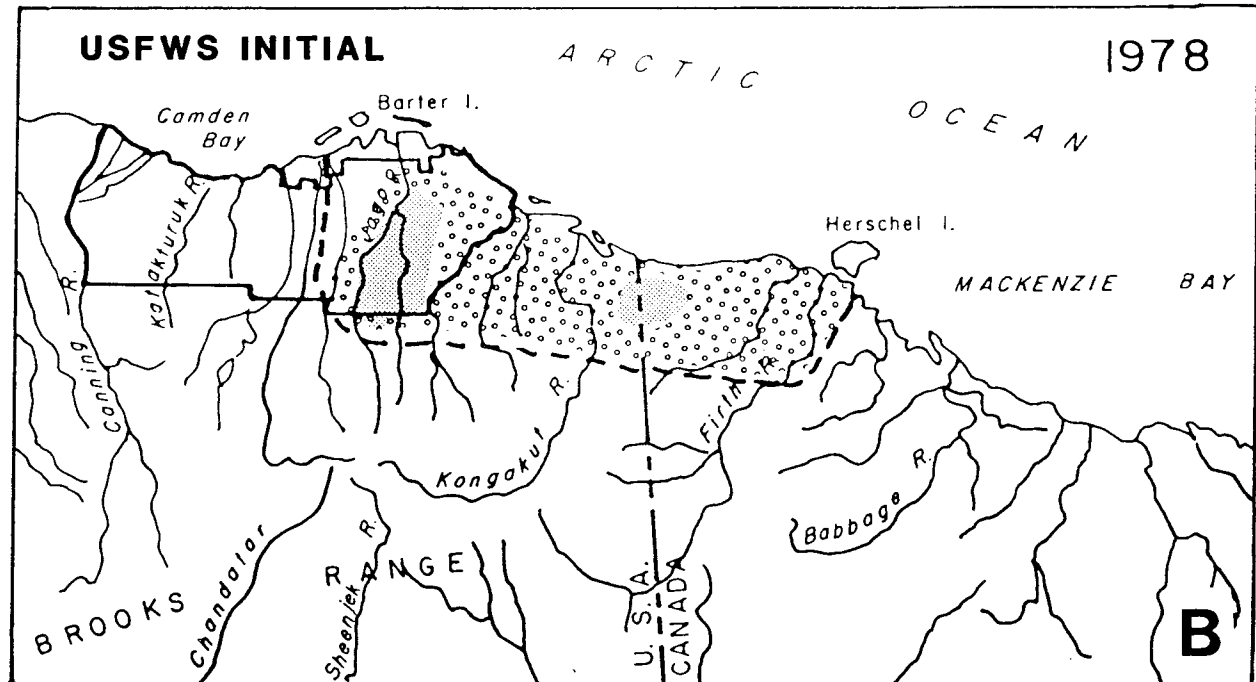 USFWS INITIAL
1978
ARCTIC
OCEAN
Camden
Bay
Barter I.
Herschel I.
MACKENZIE BAY
Katakturuk R.
Jago R.
Canning R.
Kongakut R.
Firth R.
Babbage R.
Chandalar
Sheenjek R.
BROOKS
RANGE
U. S. A.
CANADA
B